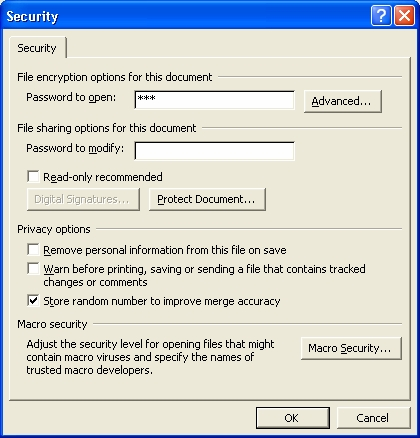 Security
Security
File encryption options for this document
Password to open: *** Advanced...
File sharing options for this document
Password to modify:
Read-only recommended
Digital Signatures... Protect Document...
Privacy options
Remove personal information from this file on save
Warn before printing, saving or sending a file that contains tracked
changes or comments
Store random number to improve merge accuracy
Macro security
Adjust the security level for opening files that might
contain macro viruses and specify the names of
trusted macro developers.
Macro Security...
OK Cancel